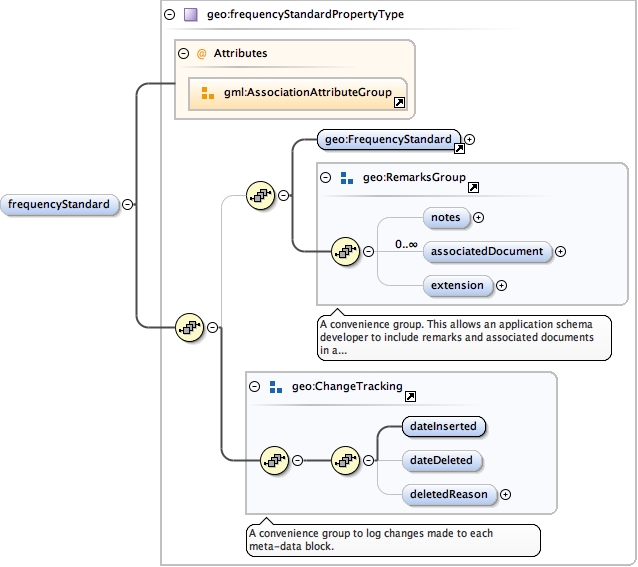 geo:frequencyStandardPropertyType
@ Attributes
gml:AssociationAttributeGroup
geo:FrequencyStandard
geo:RemarksGroup
frequencyStandard
notes
0..∞
associatedDocument
extension
A convenience group. This allows an application schema
developer to include remarks and associated documents
in a...
geo:ChangeTracking
dateInserted
dateDeleted
deletedReason
A convenience group to log changes made to each
meta-data block.